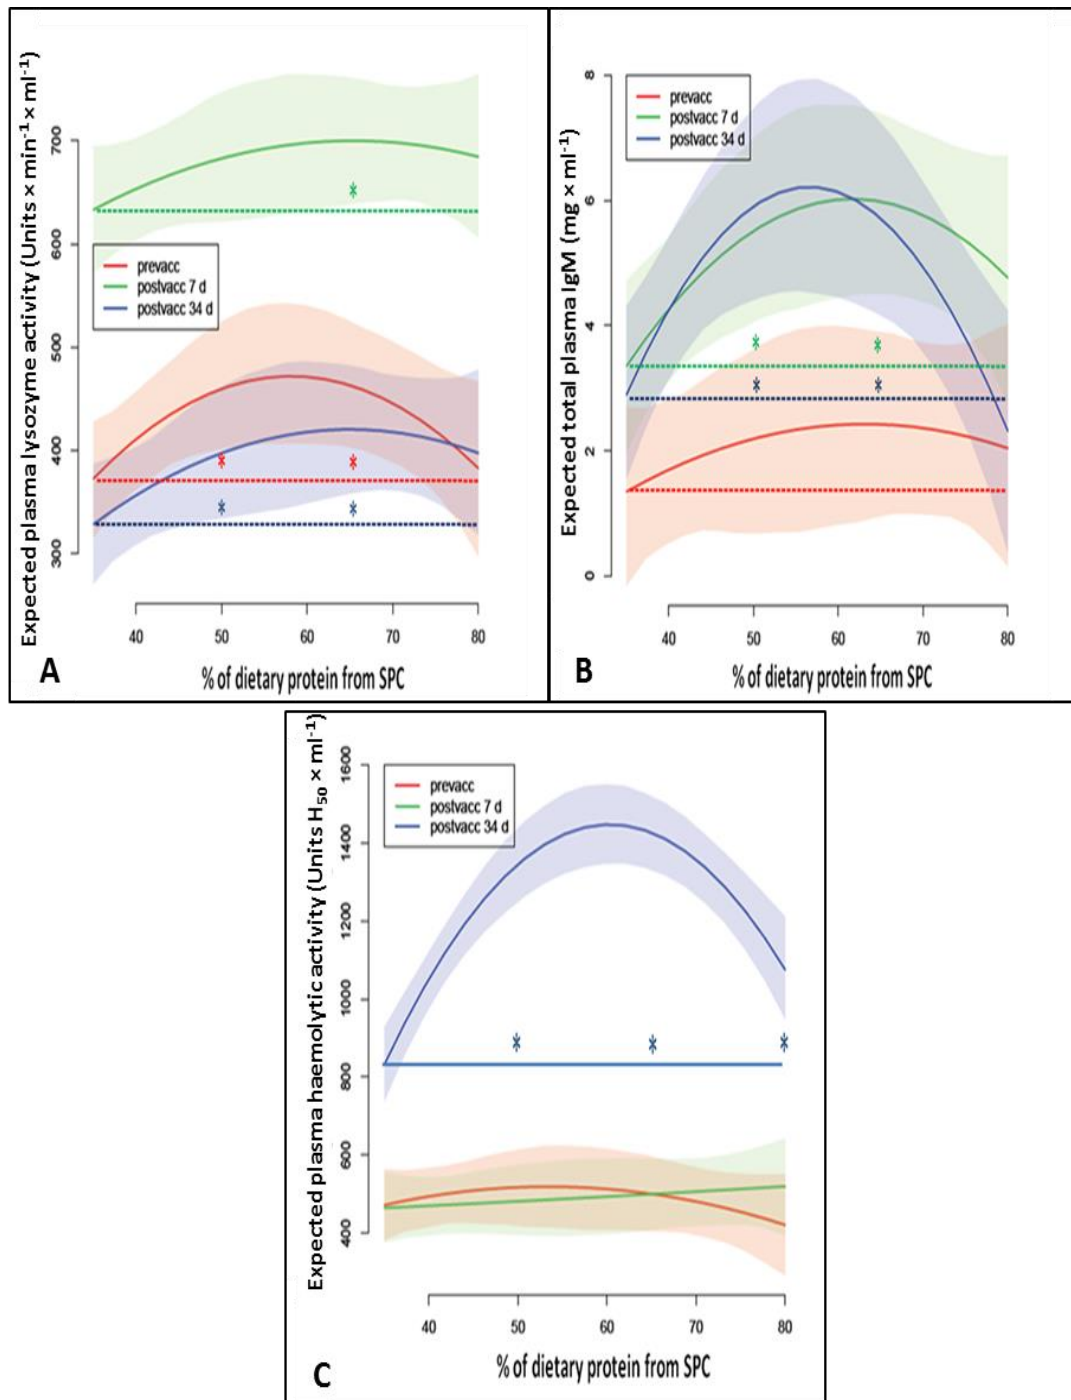 Expected plasma lysozyme activity (Units × min⁻¹ × ml⁻¹)
700
600
500
400
300
prevacc
postvacc 7 d
postvacc 34 d
40 50 60 70 80
A
% of dietary protein from SPC
Expected total plasma IgM (mg × ml⁻¹)
8
6
4
2
0
prevacc
postvacc 7 d
postvacc 34 d
40 50 60 70 80
B
% of dietary protein from SPC
Expected plasma haemolytic activity (Units H₅₀ × ml⁻¹)
1600
1400
1200
1000
800
600
400
prevacc
postvacc 7 d
postvacc 34 d
40 50 60 70 80
C
% of dietary protein from SPC